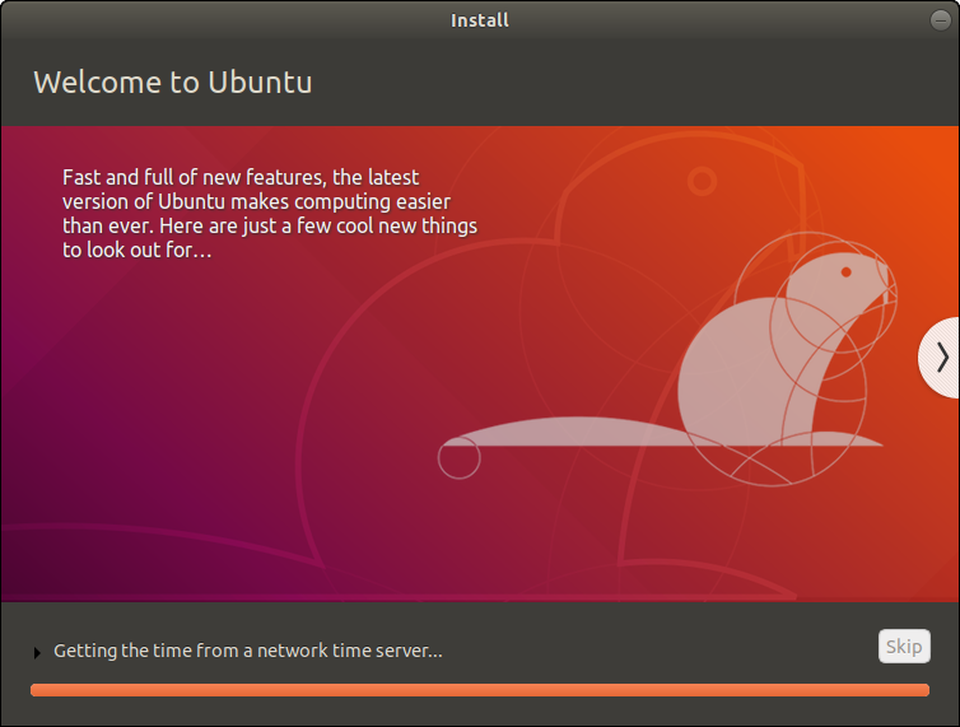 Install
Welcome to Ubuntu
Fast and full of new features, the latest
version of Ubuntu makes computing easier
than ever. Here are just a few cool new things
to look out for…
Getting the time from a network time server...
Skip